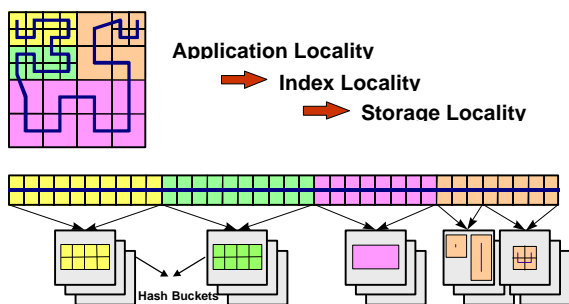 Application Locality
Index Locality
Storage Locality
Hash Buckets